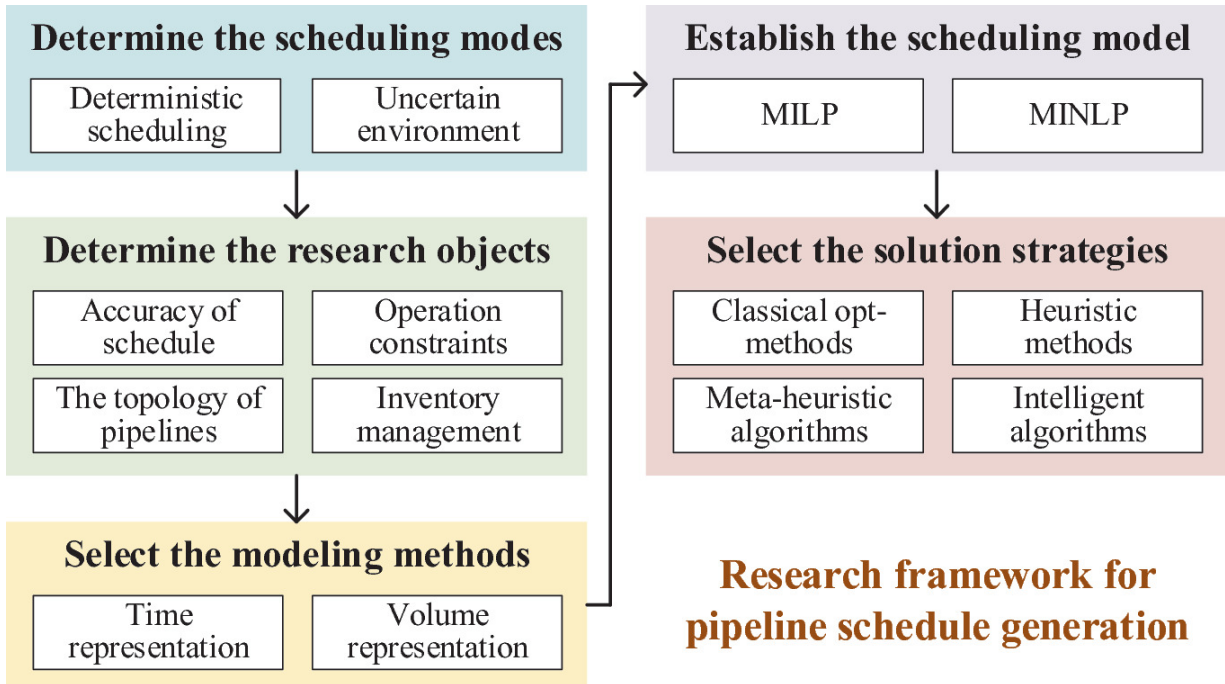 Determine the scheduling modes
Deterministic
scheduling
Uncertain
environment
Determine the research objects
Accuracy of
schedule
Operation
constraints
The topology of
pipelines
Inventory
management
Select the modeling methods
Time
representation
Volume
representation
Establish the scheduling model
MILP
MINLP
Select the solution strategies
Classical opt-
methods
Heuristic
methods
Meta-heuristic
algorithms
Intelligent
algorithms
Research framework for
pipeline schedule generation